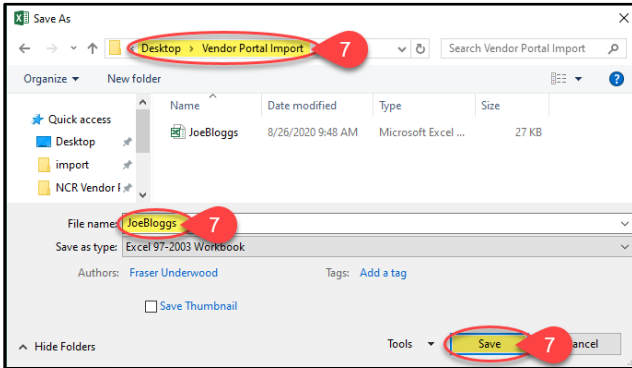 Save As
« Desktop > Vendor Portal Import 7 Search Vendor Portal Import
Organize New folder
Name Date modified Type Size
Quick access
Desktop JoeBloggs 8/26/2020 9:48 AM Microsoft Excel ... 27 KB
import
NCR Vendor
File name: JoeBloggs 7
Save as type: Excel 97-2003 Workbook
Authors: Fraser Underwood Tags: Add a tag
Save Thumbnail
Hide Folders Tools Save 7 ancel